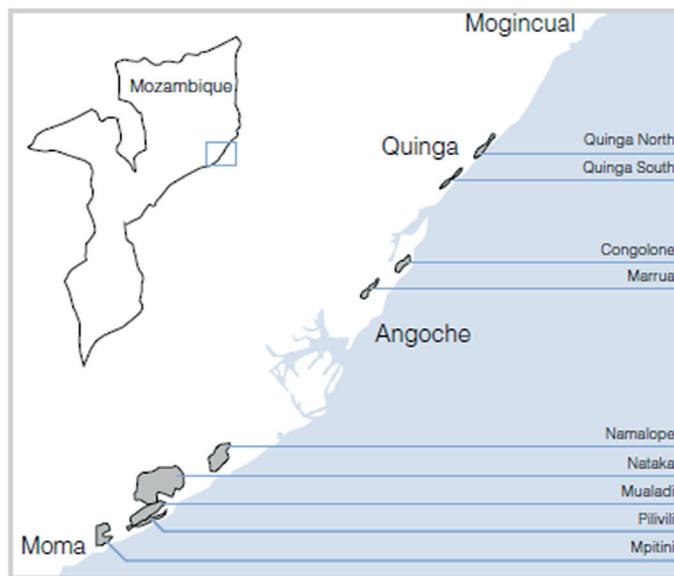 Mogincual
Mozambique
Quinga
Quinga North
Quinga South
Congolone
Marrua
Angoche
Namalope
Nataka
Mualadi
Pilivili
Moma
Mpitini